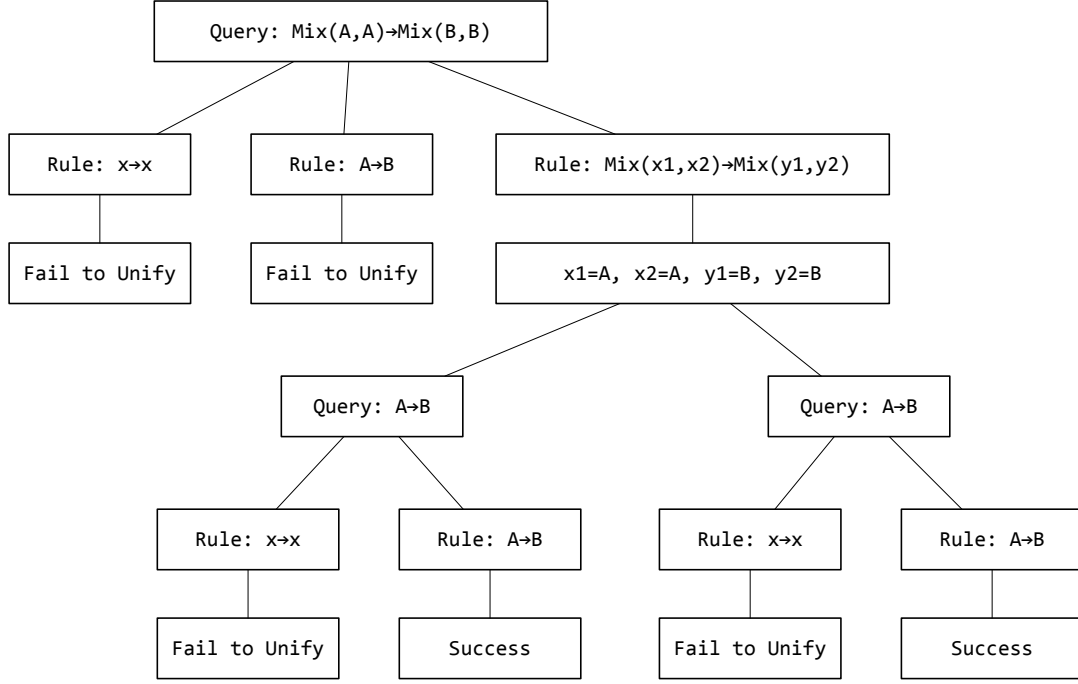 Query: Mix(A,A)→Mix(B,B)
Rule: x→x
Rule: A→B
Rule: Mix(x1,x2)→Mix(y1,y2)
Fail to Unify
Fail to Unify
x1=A, x2=A, y1=B, y2=B
Query: A→B
Query: A→B
Rule: x→x
Rule: A→B
Rule: x→x
Rule: A→B
Fail to Unify
Success
Fail to Unify
Success